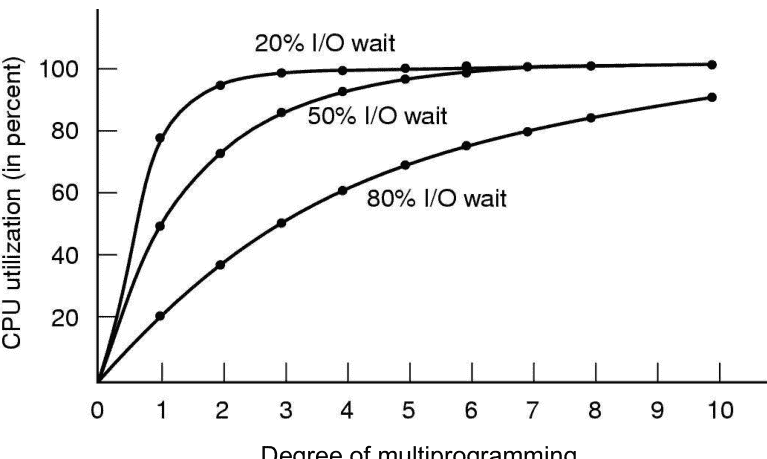 20% I/O wait
100
50% I/O wait
80
60
80% I/O wait
40
20
CPU utilization (in percent)
0 1 2 3 4 5 6 7 8 9 10
Degree of multiprogramming